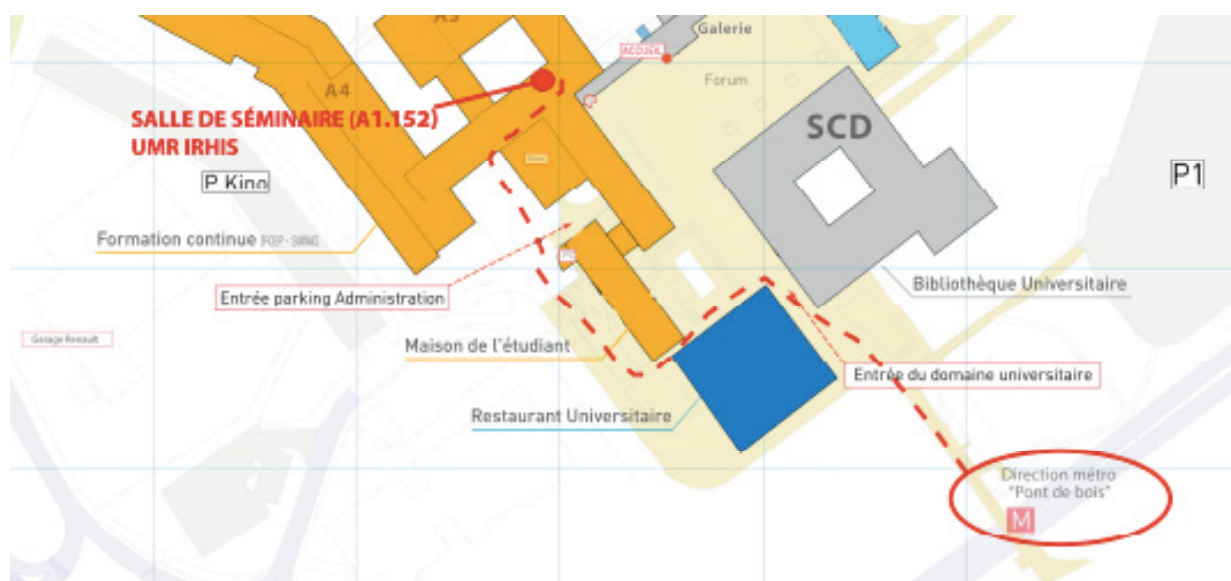 A3
Galerie
ACCUEIL
Forum
A4
SALLE DE SÉMINAIRE (A1.152)
UMR IRHIS
SCD
P Kino
P1
Formation continue
Entrée parking Administration
Bibliothèque Universitaire
Garage Renault
Maison de l'étudiant
Entrée du domaine universitaire
Restaurant Universitaire
Direction métro
"Pont de bois"
M